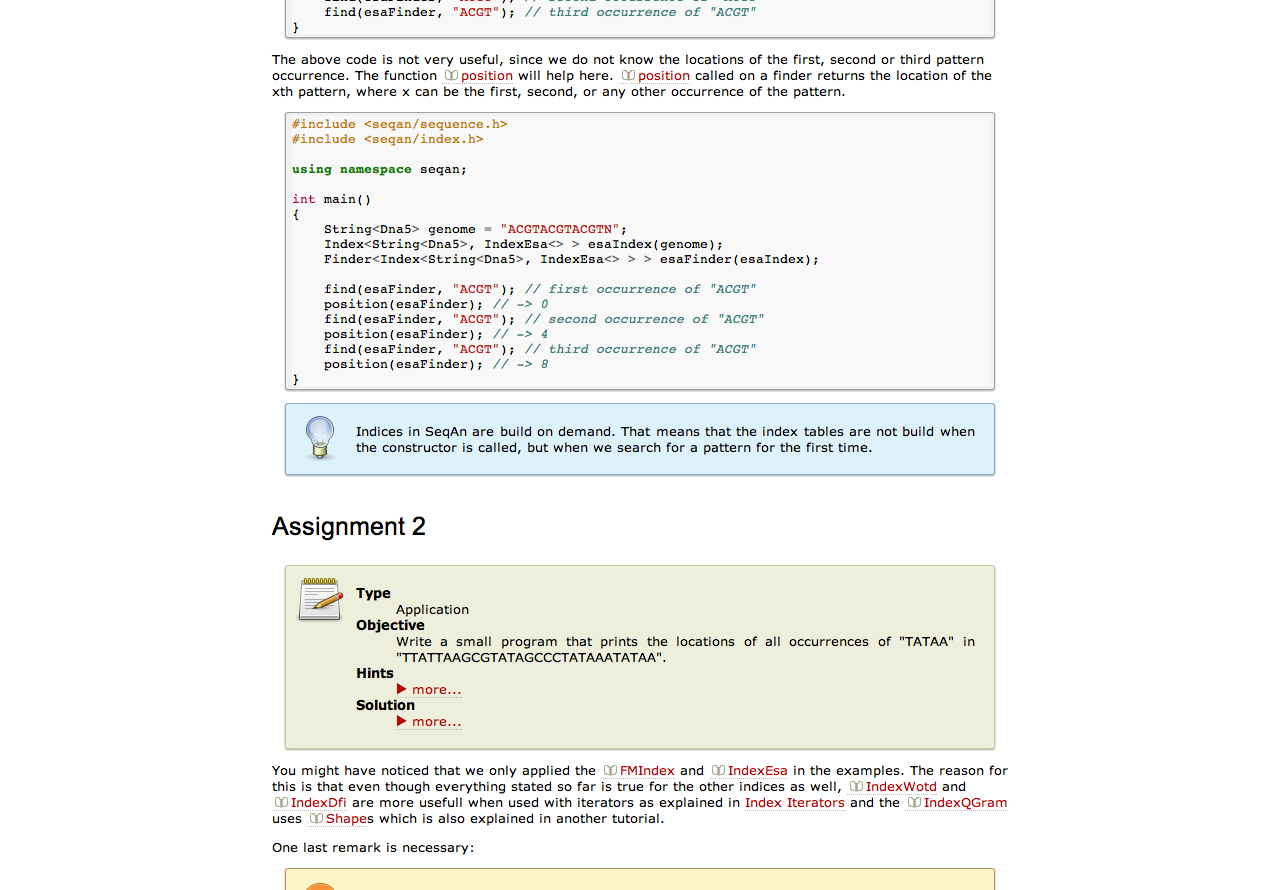 find(esaFinder, "ACGT"); // third occurrence of "ACGT"
}
The above code is not very useful, since we do not know the locations of the first, second or third pattern
occurrence. The function position will help here. position called on a finder returns the location of the
xth pattern, where x can be the first, second, or any other occurrence of the pattern.
#include <seqan/sequence.h>
#include <seqan/index.h>
using namespace seqan;
int main()
{
String<Dna5> genome = "ACGTACGTACGTN";
Index<String<Dna5>, IndexEsa<> > esaIndex(genome);
Finder<Index<String<Dna5>, IndexEsa<> > > esaFinder(esaIndex);
find(esaFinder, "ACGT"); // first occurrence of "ACGT"
position(esaFinder); // -> 0
find(esaFinder, "ACGT"); // second occurrence of "ACGT"
position(esaFinder); // -> 4
find(esaFinder, "ACGT"); // third occurrence of "ACGT"
position(esaFinder); // -> 8
}
Indices in SeqAn are build on demand. That means that the index tables are not build when
the constructor is called, but when we search for a pattern for the first time.
Assignment 2
Type
Application
Objective
Write a small program that prints the locations of all occurrences of "TATAA" in
"TTATTAAGCGTATAGCCCTATAAATATAA".
Hints
more...
Solution
more...
You might have noticed that we only applied the FMIndex and IndexEsa in the examples. The reason for
this is that even though everything stated so far is true for the other indices as well, IndexWotd and
IndexDfi are more usefull when used with iterators as explained in Index Iterators and the IndexQGram
uses Shapes which is also explained in another tutorial.
One last remark is necessary: